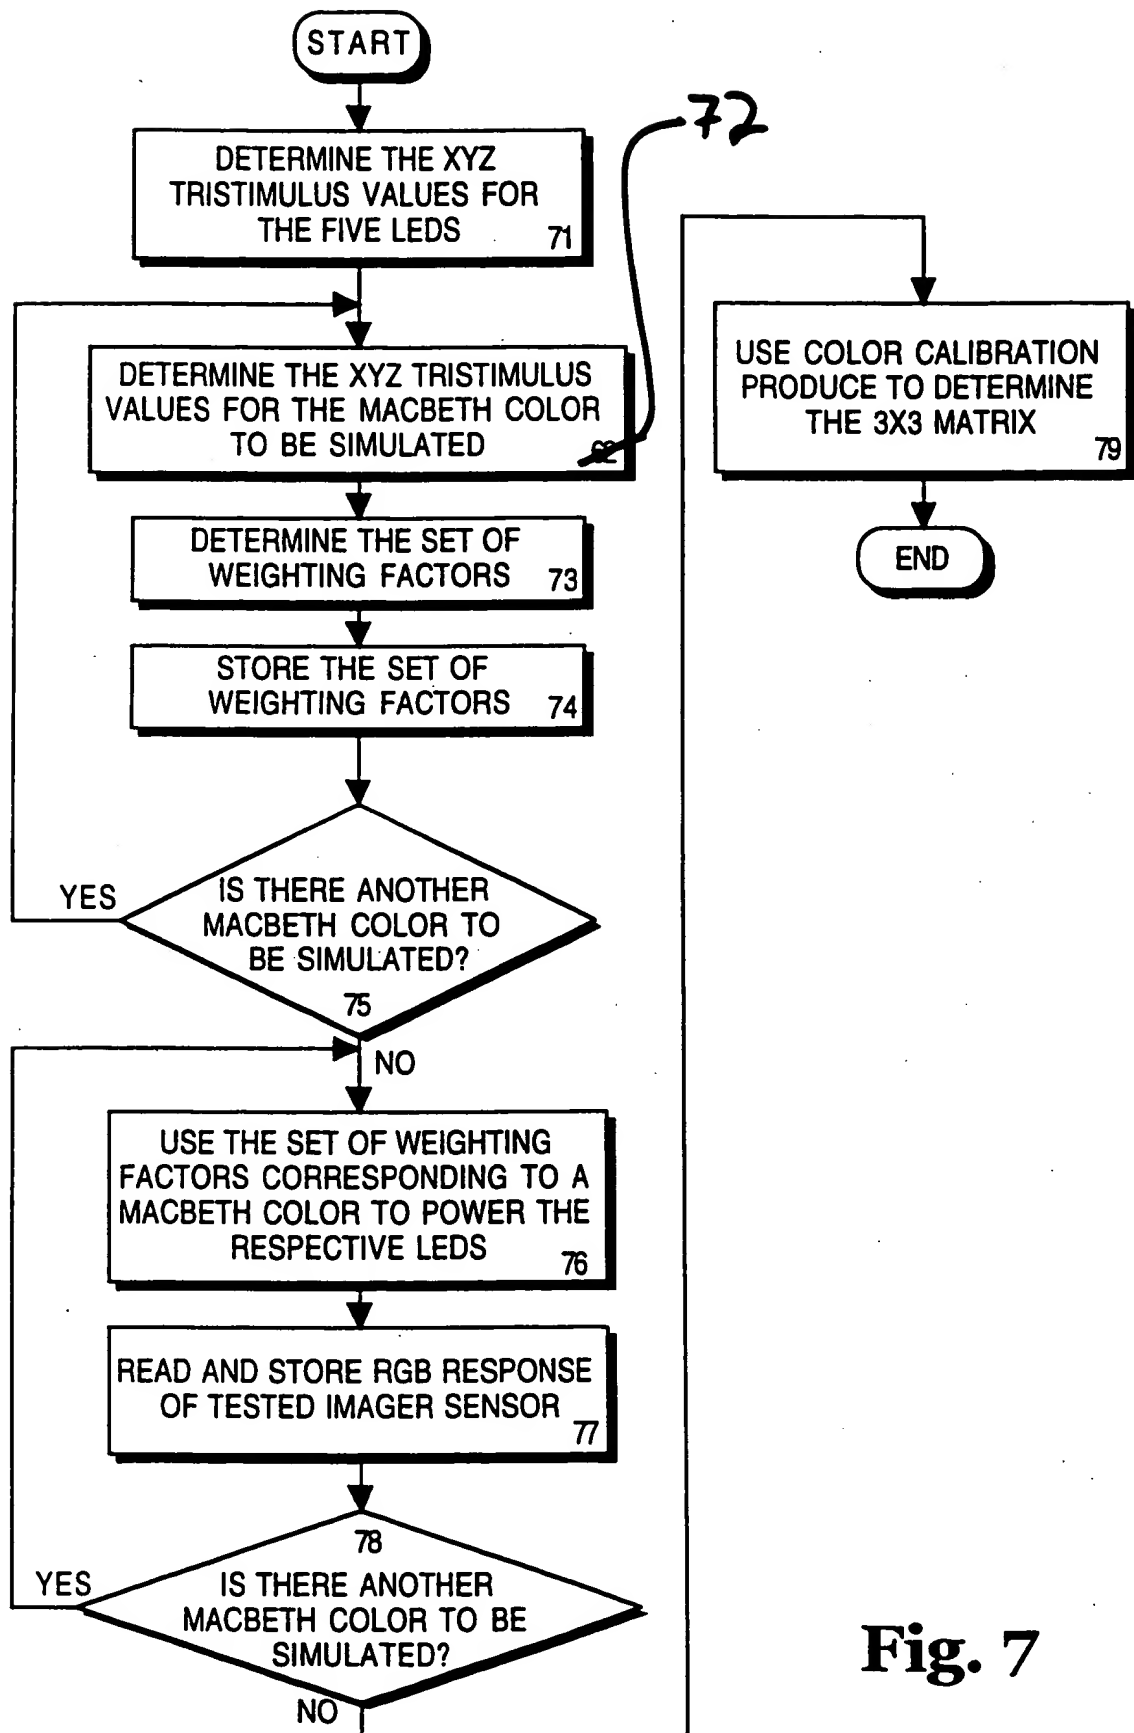 START
72
DETERMINE THE XYZ
TRISTIMULUS VALUES FOR
THE FIVE LEDS 71
DETERMINE THE XYZ TRISTIMULUS
VALUES FOR THE MACBETH COLOR
TO BE SIMULATED 62
DETERMINE THE SET OF
WEIGHTING FACTORS 73
STORE THE SET OF
WEIGHTING FACTORS 74
YES
IS THERE ANOTHER
MACBETH COLOR TO
BE SIMULATED?
75
NO
USE THE SET OF WEIGHTING
FACTORS CORRESPONDING TO A
MACBETH COLOR TO POWER THE
RESPECTIVE LEDS 76
READ AND STORE RGB RESPONSE
OF TESTED IMAGER SENSOR
77
78
YES
IS THERE ANOTHER
MACBETH COLOR TO BE
SIMULATED?
NO
USE COLOR CALIBRATION
PRODUCE TO DETERMINE
THE 3X3 MATRIX
79
END
Fig. 7